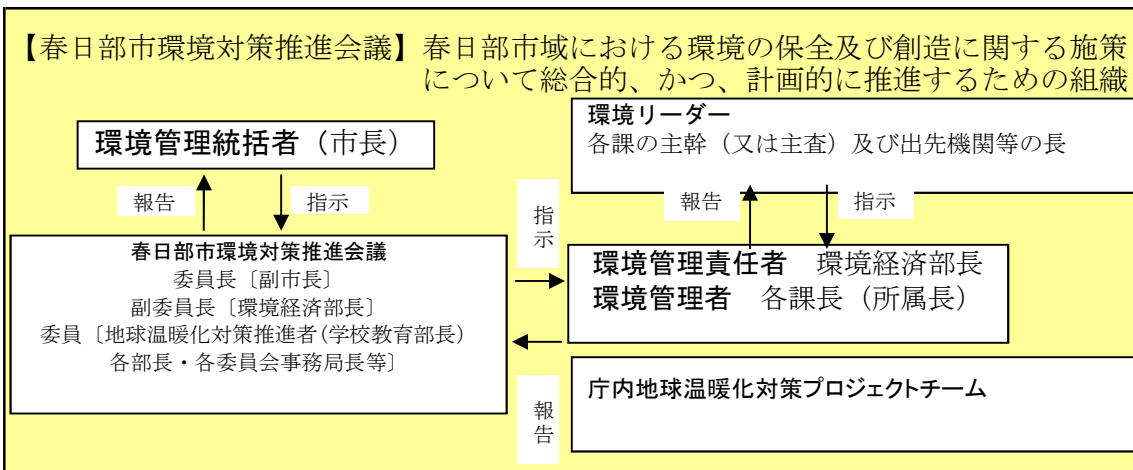 【春日部市環境対策推進会議】春日部市域における環境の保全及び創造に関する施策
について総合的、かつ、計画的に推進するための組織
環境管理統括者（市長）
報告
指示
春日部市環境対策推進会議
委員長〔副市長〕
副委員長〔環境経済部長〕
委員〔地球温暖化対策推進者(学校教育部長)
各部長・各委員会事務局長等〕
指示
報告
環境リーダー
各課の主幹（又は主査）及び出先機関等の長
報告
指示
環境管理責任者　環境経済部長
環境管理者　各課長（所属長）
庁内地球温暖化対策プロジェクトチーム